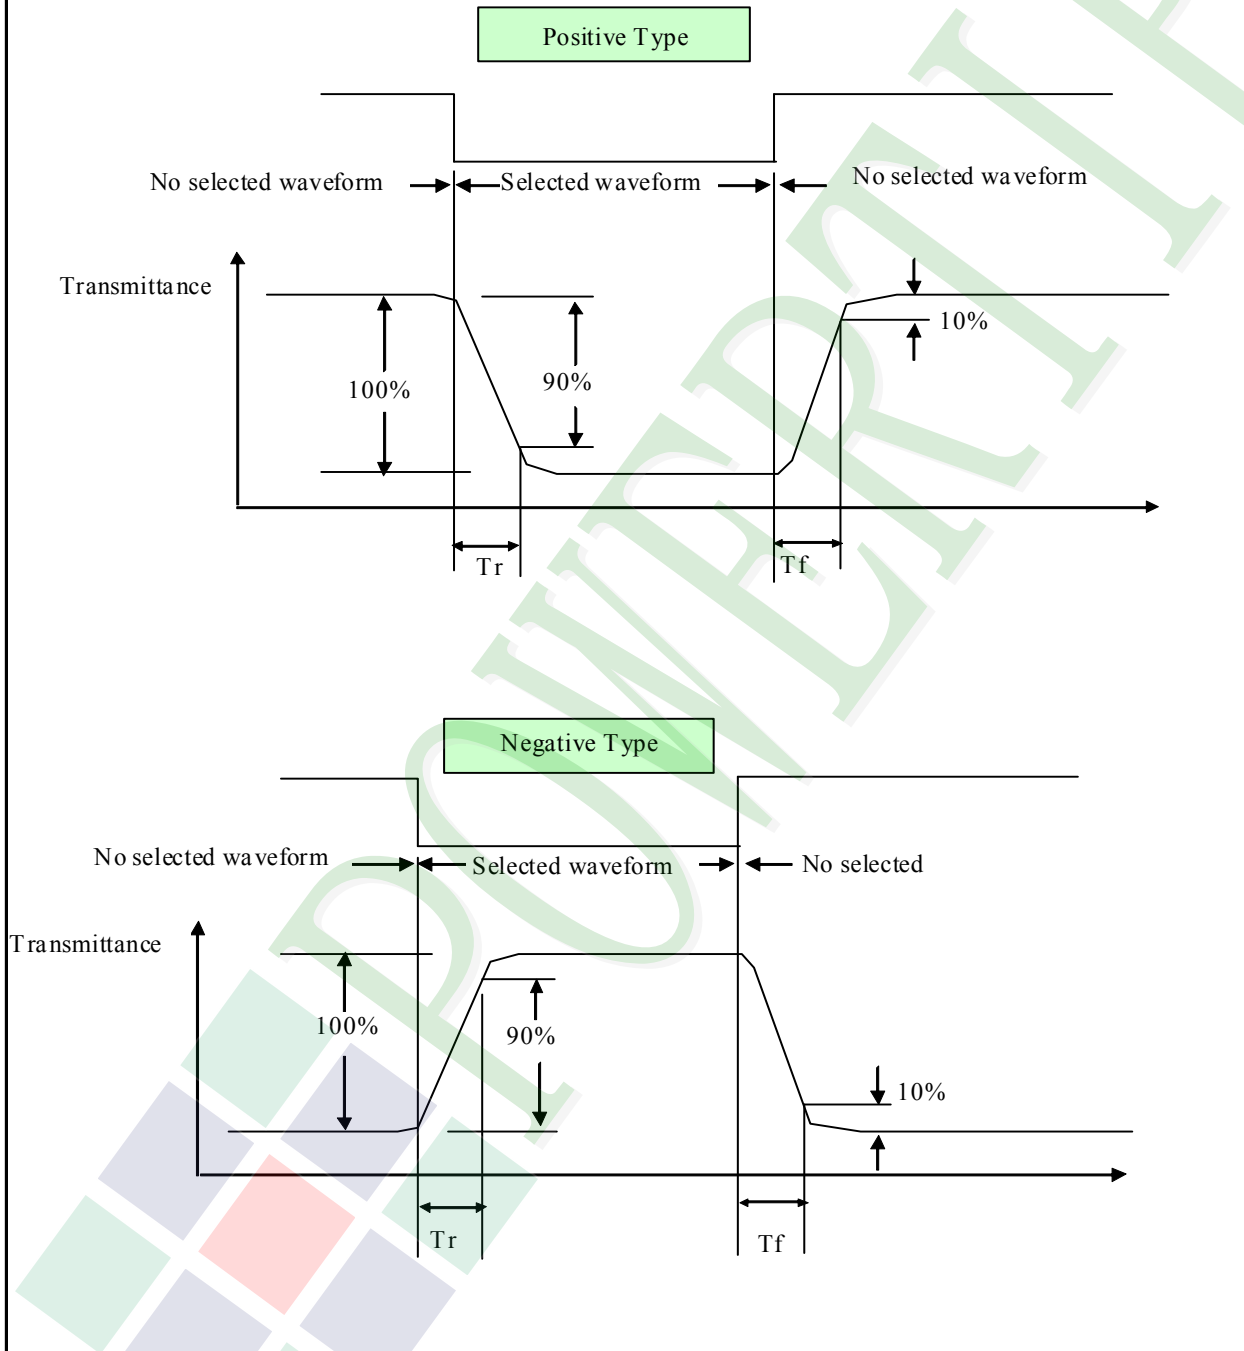 Positive Type
No selected waveform
Selected waveform
No selected waveform
Transmittance
100%
90%
10%
Tr
Tf
Negative Type
No selected waveform
Selected waveform
No selected
Transmittance
100%
90%
10%
Tr
Tf
POWERTI